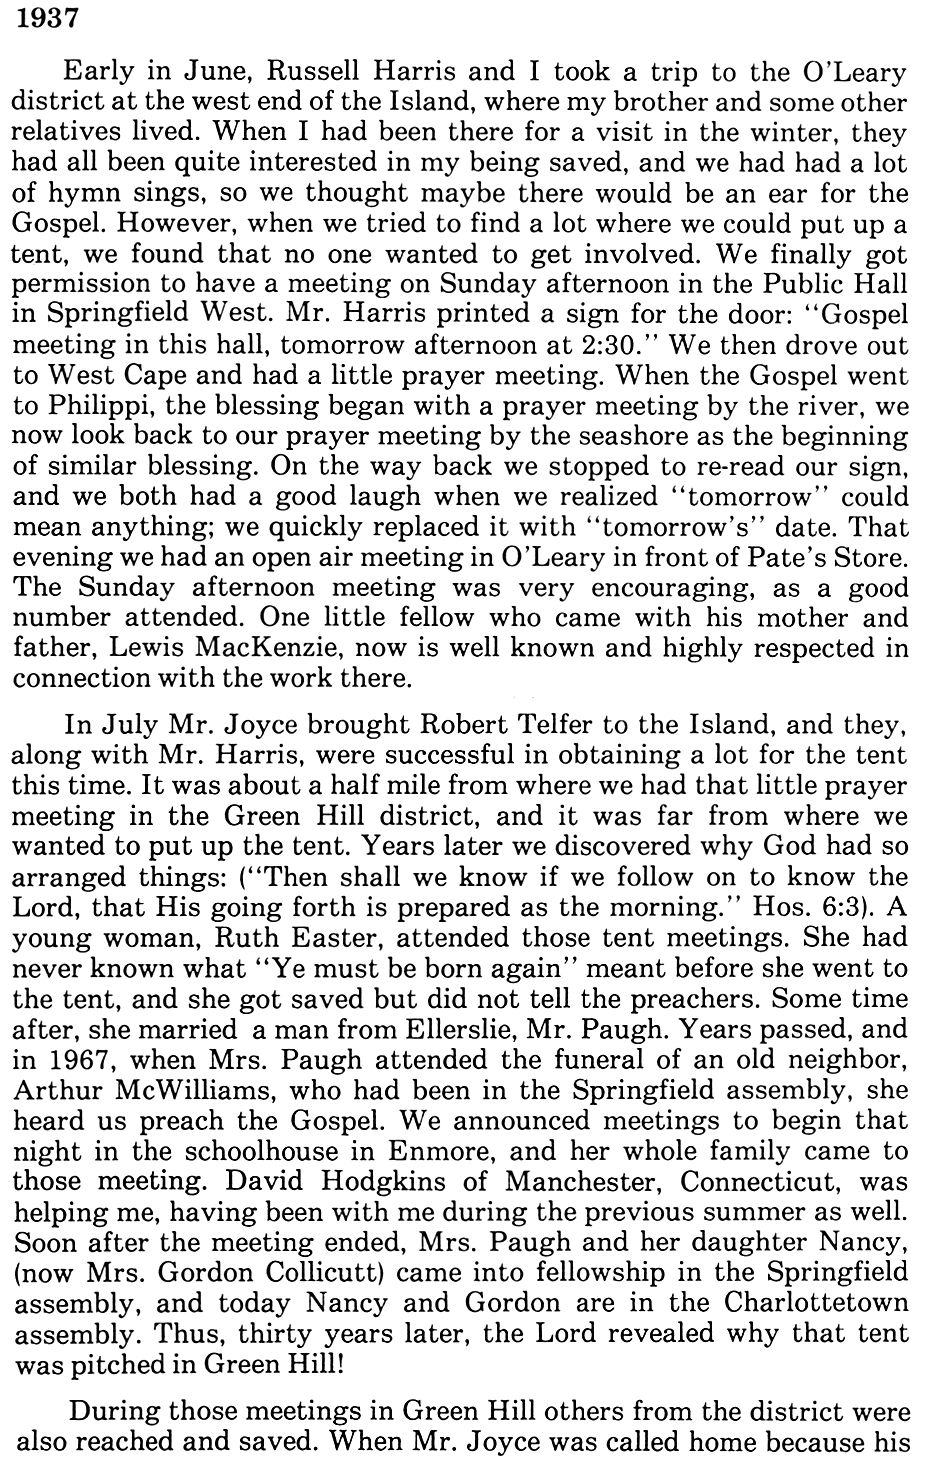 1937
Early in June, Russell Harris and I took a trip to the O'Leary
district at the west end of the Island, where my brother and some other
relatives lived. When I had been there for a visit in the winter, they
had all been quite interested in my being saved, and we had had a lot
of hymn sings, so we thought maybe there would be an ear for the
Gospel. However, when we tried to find a lot where we could put up a
tent, we found that no one wanted to get involved. We finally got
permission to have a meeting on Sunday afternoon in the Public Hall
in Springfield West. Mr. Harris printed a sign for the door: "Gospel
meeting in this hall, tomorrow afternoon at 2:30." We then drove out
to West Cape and had a little prayer meeting. When the Gospel went
to Philippi, the blessing began with a prayer meeting by the river, we
now look back to our prayer meeting by the seashore as the beginning
of similar blessing. On the way back we stopped to re-read our sign,
and we both had a good laugh when we realized "tomorrow" could
mean anything; we quickly replaced it with "tomorrow's" date. That
evening we had an open air meeting in O'Leary in front of Pate's Store.
The Sunday afternoon meeting was very encouraging, as a good
number attended. One little fellow who came with his mother and
father, Lewis MacKenzie, now is well known and highly respected in
connection with the work there.
In July Mr. Joyce brought Robert Telfer to the Island, and they,
along with Mr. Harris, were successful in obtaining a lot for the tent
this time. It was about a half mile from where we had that little prayer
meeting in the Green Hill district, and it was far from where we
wanted to put up the tent. Years later we discovered why God had so
arranged things: ("Then shall we know if we follow on to know the
Lord, that His going forth is prepared as the morning." Hos. 6:3). A
young woman, Ruth Easter, attended those tent meetings. She had
never known what "Ye must be born again" meant before she went to
the tent, and she got saved but did not tell the preachers. Some time
after, she married a man from Ellerslie, Mr. Paugh. Years passed, and
in 1967, when Mrs. Paugh attended the funeral of an old neighbor,
Arthur McWilliams, who had been in the Springfield assembly, she
heard us preach the Gospel. We announced meetings to begin that
night in the schoolhouse in Enmore, and her whole family came to
those meeting. David Hodgkins of Manchester, Connecticut, was
helping me, having been with me during the previous summer as well.
Soon after the meeting ended, Mrs. Paugh and her daughter Nancy,
(now Mrs. Gordon Collicutt) came into fellowship in the Springfield
assembly, and today Nancy and Gordon are in the Charlottetown
assembly. Thus, thirty years later, the Lord revealed why that tent
was pitched in Green Hill!
During those meetings in Green Hill others from the district were
also reached and saved. When Mr. Joyce was called home because his